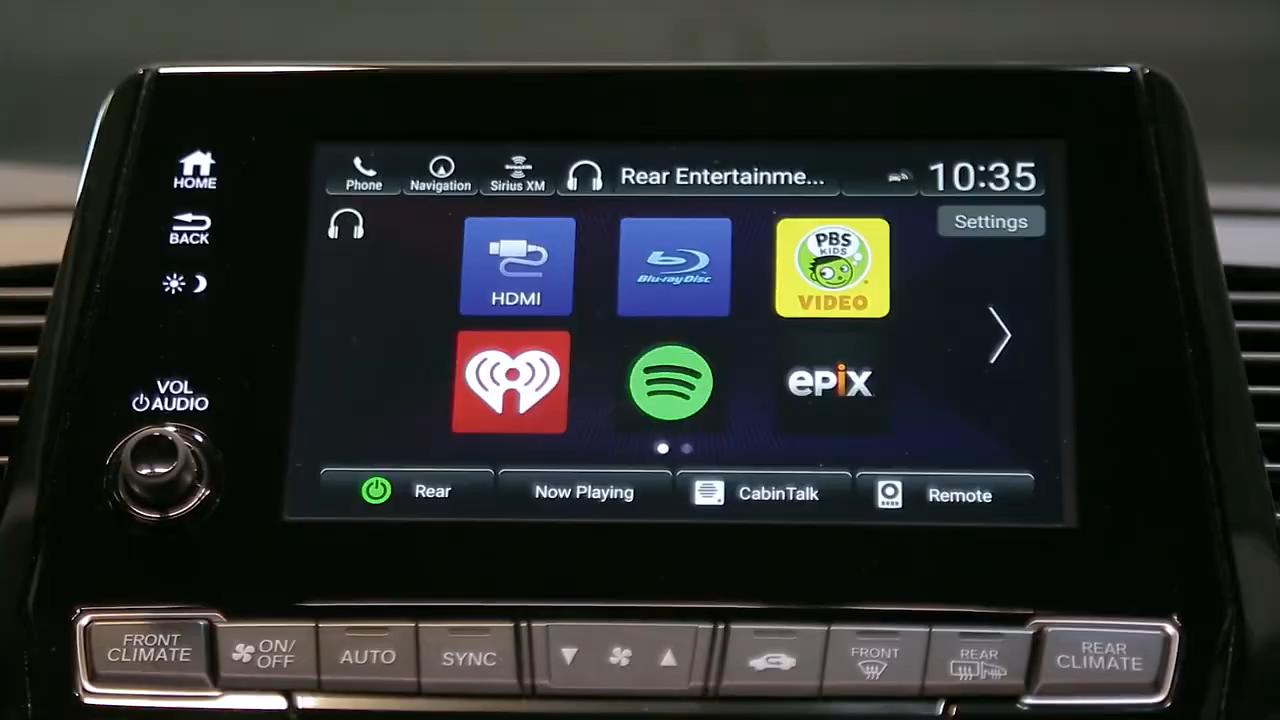 HOME
BACK
VOL
AUDIO
Phone
Navigation
Sirius XM
Rear Entertainme...
10:35
Settings
HDMI
Blu-ray Disc
PBS
KIDS
VIDEO
epix
Rear
Now Playing
CabinTalk
Remote
FRONT
CLIMATE
ON/
OFF
AUTO
SYNC
FRONT
REAR
REAR
CLIMATE